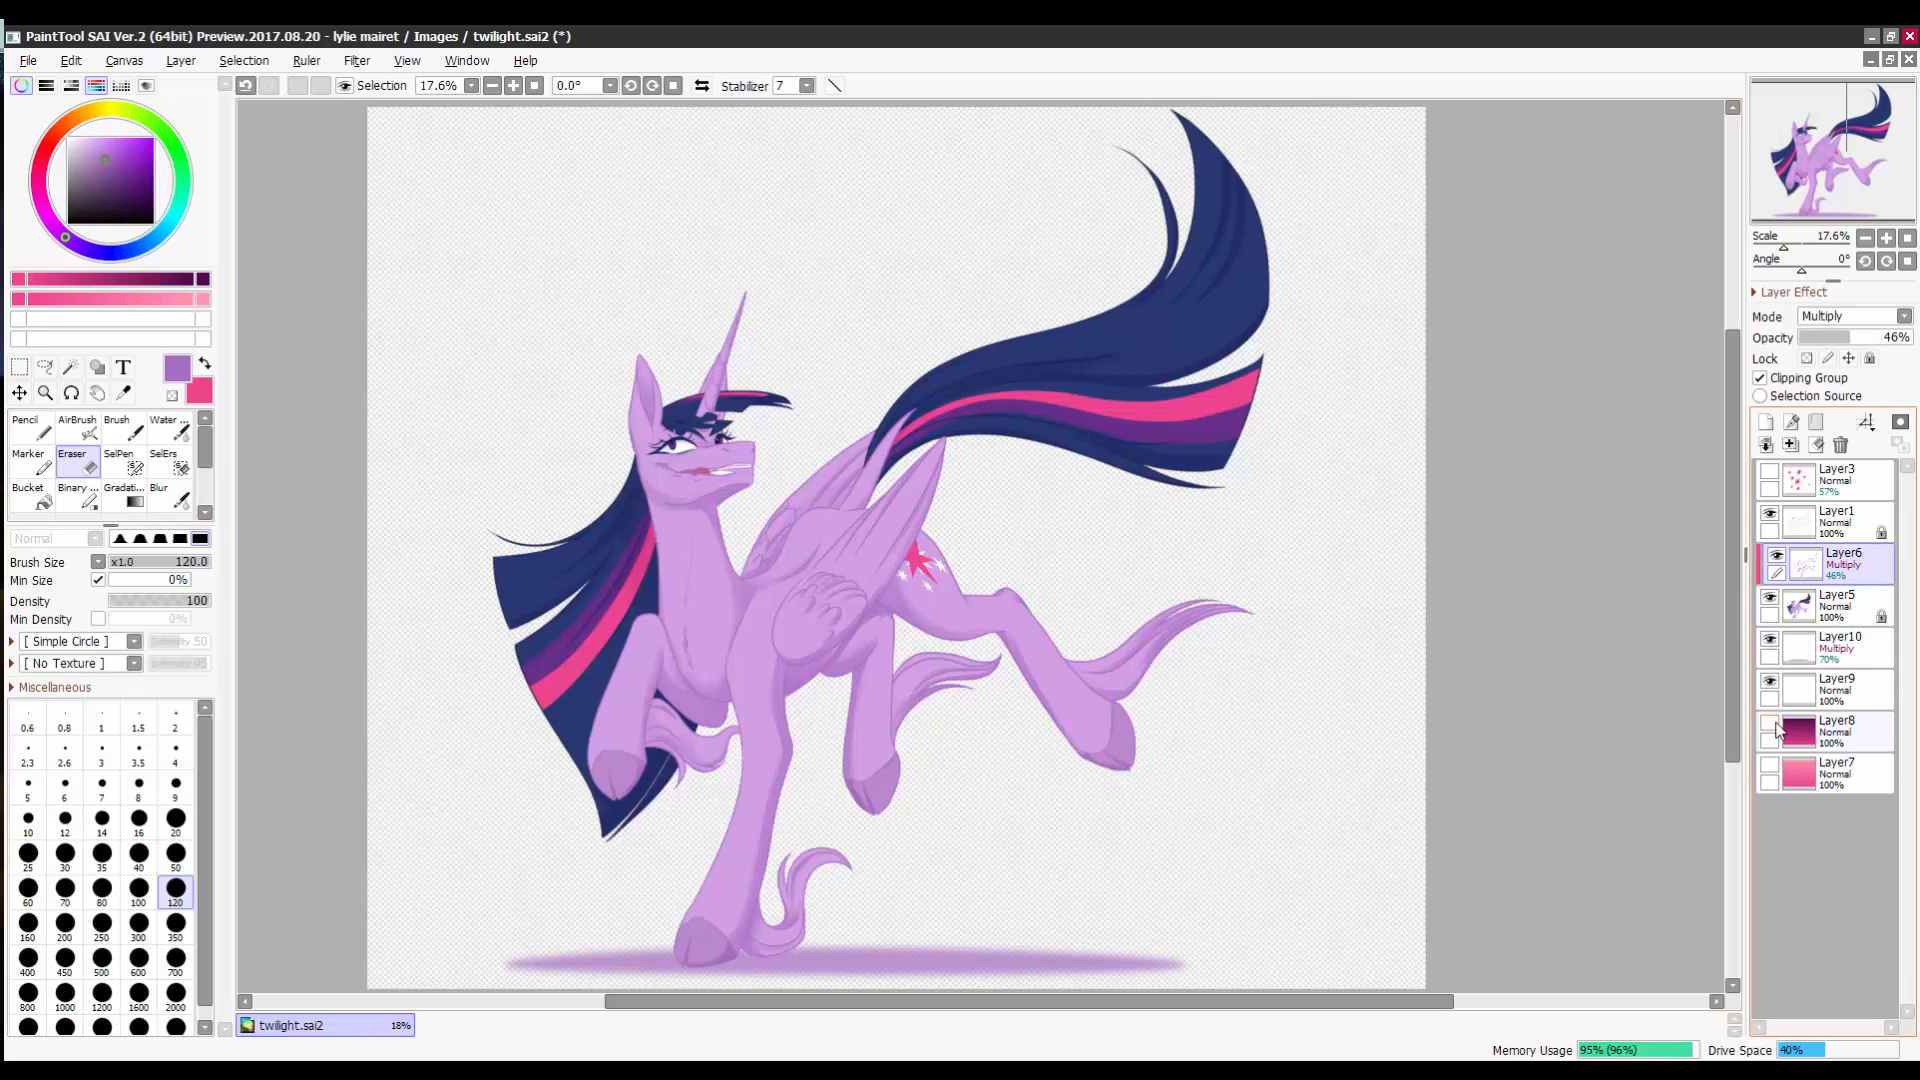 PaintTool SAI Ver.2 (64bit) Preview.2017.08.20 - lylie mairet / Images / twilight.sai2 (*)
File Edit Canvas Layer Selection Ruler Filter View Window Help
Selection 17.6% 0.0° Stabilizer 7
Scale 17.6%
Angle 0°
Layer Effect
Mode Multiply
Opacity 46%
Lock
Clipping Group
Selection Source
T
Pencil AirBrush Brush Water ...
Marker Eraser SelPen SelErs
Bucket Binary ... Gradati... Blur
Normal
Brush Size x1.0 120.0
Min Size 0%
Density 100
Min Density 0%
[ Simple Circle ] Intensity 50
[ No Texture ]
Miscellaneous
0.6 0.8 1 1.5 2
2.3 2.6 3 3.5 4
5 6 7 8 9
10 12 14 16 20
25 30 35 40 50
60 70 80 100 120
160 200 250 300 350
400 450 500 600 700
800 1000 1200 1600 2000
Layer3
Normal
57%
Layer1
Normal
100%
Layer6
Multiply
46%
Layer5
Normal
100%
Layer10
Multiply
70%
Layer9
Normal
100%
Layer8
Normal
100%
Layer7
Normal
100%
twilight.sai2 18%
Memory Usage 95% (96%) Drive Space 40%